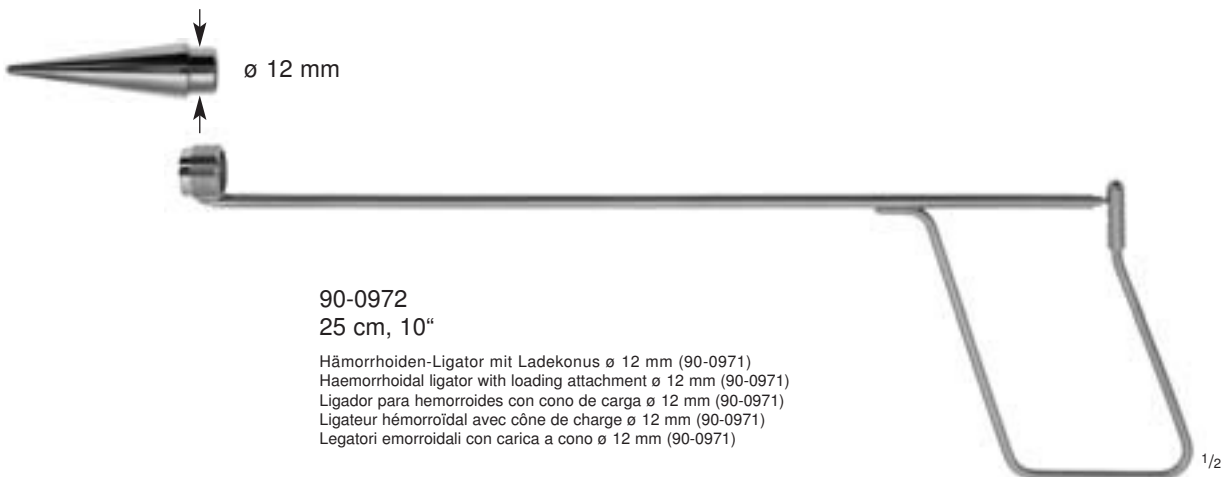 ø 12 mm
90-0972
25 cm, 10“
Hämorrhoiden-Ligator mit Ladekonus ø 12 mm (90-0971)
Haemorrhoidal ligator with loading attachment ø 12 mm (90-0971)
Ligador para hemorroides con cono de carga ø 12 mm (90-0971)
Ligateur hémorroïdal avec cône de charge ø 12 mm (90-0971)
Legatori emorroidali con carica a cono ø 12 mm (90-0971)
1/2